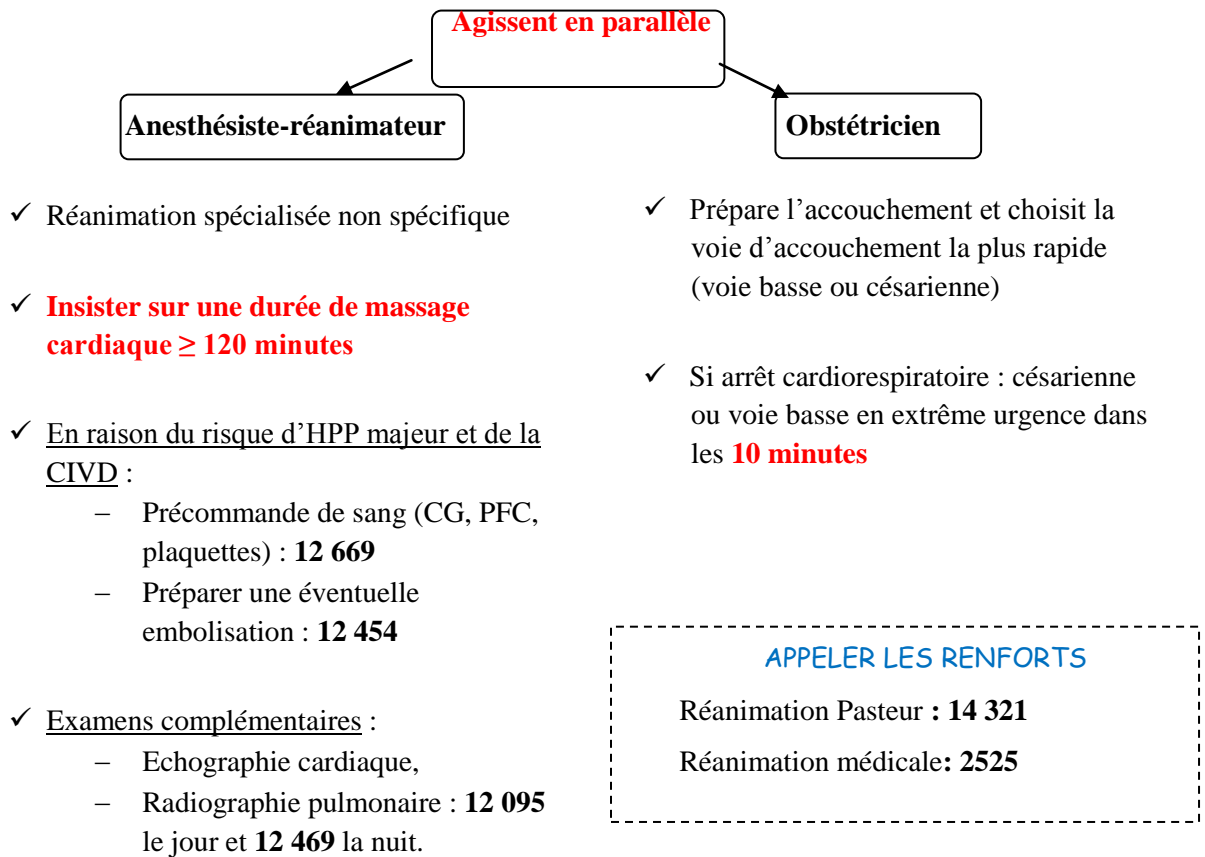 Agissent en parallèle
Anesthésiste-réanimateur
Obstétricien
✓ Réanimation spécialisée non spécifique
✓ Insister sur une durée de massage
cardiaque ≥ 120 minutes
✓ En raison du risque d’HPP majeur et de la
CIVD :
– Précommande de sang (CG, PFC,
plaquettes) : 12 669
– Préparer une éventuelle
embolisation : 12 454
✓ Examens complémentaires :
– Echographie cardiaque,
– Radiographie pulmonaire : 12 095
le jour et 12 469 la nuit.
✓ Prépare l’accouchement et choisit la
voie d’accouchement la plus rapide
(voie basse ou césarienne)
✓ Si arrêt cardiorespiratoire : césarienne
ou voie basse en extrême urgence dans
les 10 minutes
APPELER LES RENFORTS
Réanimation Pasteur : 14 321
Réanimation médicale: 2525